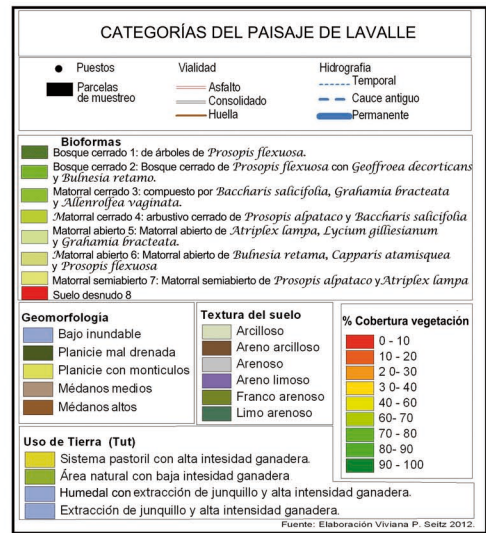 CATEGORÍAS DEL PAISAJE DE LAVALLE
Puestos
Parcelas
de muestreo
Vialidad
Asfalto
Consolidado
Huella
Hidrografia
Temporal
Cauce antiguo
Permanente
Bioformas
Bosque cerrado 1: de árboles de Prosopis flexuosa.
Bosque cerrado 2: Bosque cerrado de Prosopis flexuosa con Geoffroea decorticans
y Bulnesia retamo.
Matorral cerrado 3: compuesto por Baccharis salicifolia, Grahamia bracteata
y Allenrolfea vaginata.
Matorral cerrado 4: arbustivo cerrado de Prosopis alpataco y Baccharis salicifolia
Matorral abierto 5: Matorral abierto de Atriplex lampa, Lycium gilliesianum
y Grahamia bracteata.
Matorral abierto 6: Matorral abierto de Bulnesia retama, Capparis atamisquea
y Prosopis flexuosa
Matorral semiabierto 7: Matorral semiabierto de Prosopis alpataco y Atriplex lampa
Suelo desnudo 8
Geomorfología
Bajo inundable
Planicie mal drenada
Planicie con monticulos
Médanos medios
Médanos altos
Textura del suelo
Arcilloso
Areno arcilloso
Arenoso
Areno limoso
Franco arenoso
Limo arenoso
% Cobertura vegetación
0 - 10
10 - 20
20 - 30
30 - 40
40 - 60
60- 70
70 - 80
80- 90
90 - 100
Uso de Tierra (Tut)
Sistema pastoril con alta intesidad ganadera.
Área natural con baja intesidad ganadera
Humedal con extracción de junquillo y alta intensidad ganadera.
Extracción de junquillo y alta intensidad ganadera.
Fuente: Elaboración Viviana P. Seitz 2012.